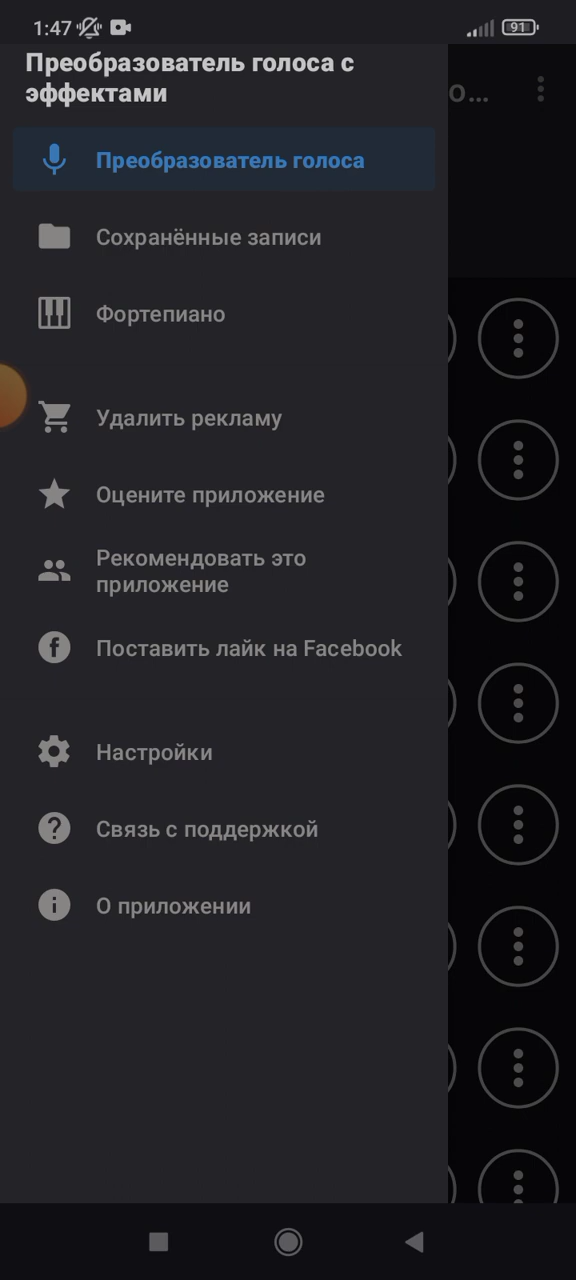 1:47
91
Преобразователь голоса с
эффектами
о...
Преобразователь голоса
Сохранённые записи
Фортепиано
Удалить рекламу
Оцените приложение
Рекомендовать это
приложение
Поставить лайк на Facebook
Настройки
Связь с поддержкой
О приложении